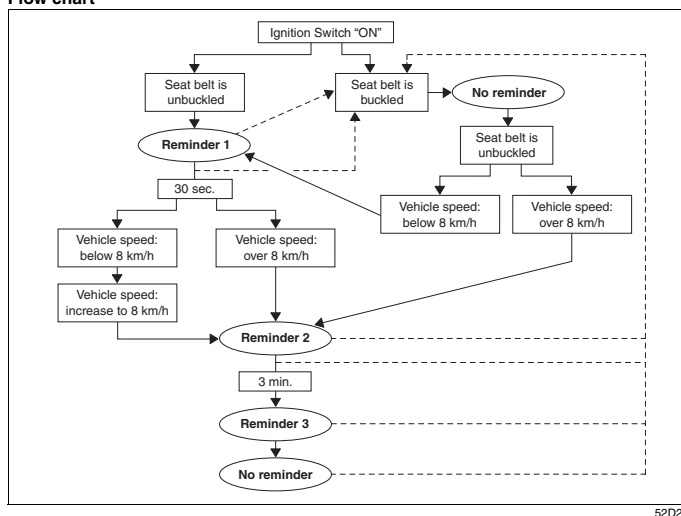 Flow chart
Ignition Switch “ON”
Seat belt is
unbuckled
Seat belt is
buckled
No reminder
Reminder 1
Seat belt is
unbuckled
30 sec.
Vehicle speed:
below 8 km/h
Vehicle speed:
over 8 km/h
Vehicle speed:
below 8 km/h
Vehicle speed:
over 8 km/h
Vehicle speed:
increase to 8 km/h
Reminder 2
3 min.
Reminder 3
No reminder
52D2